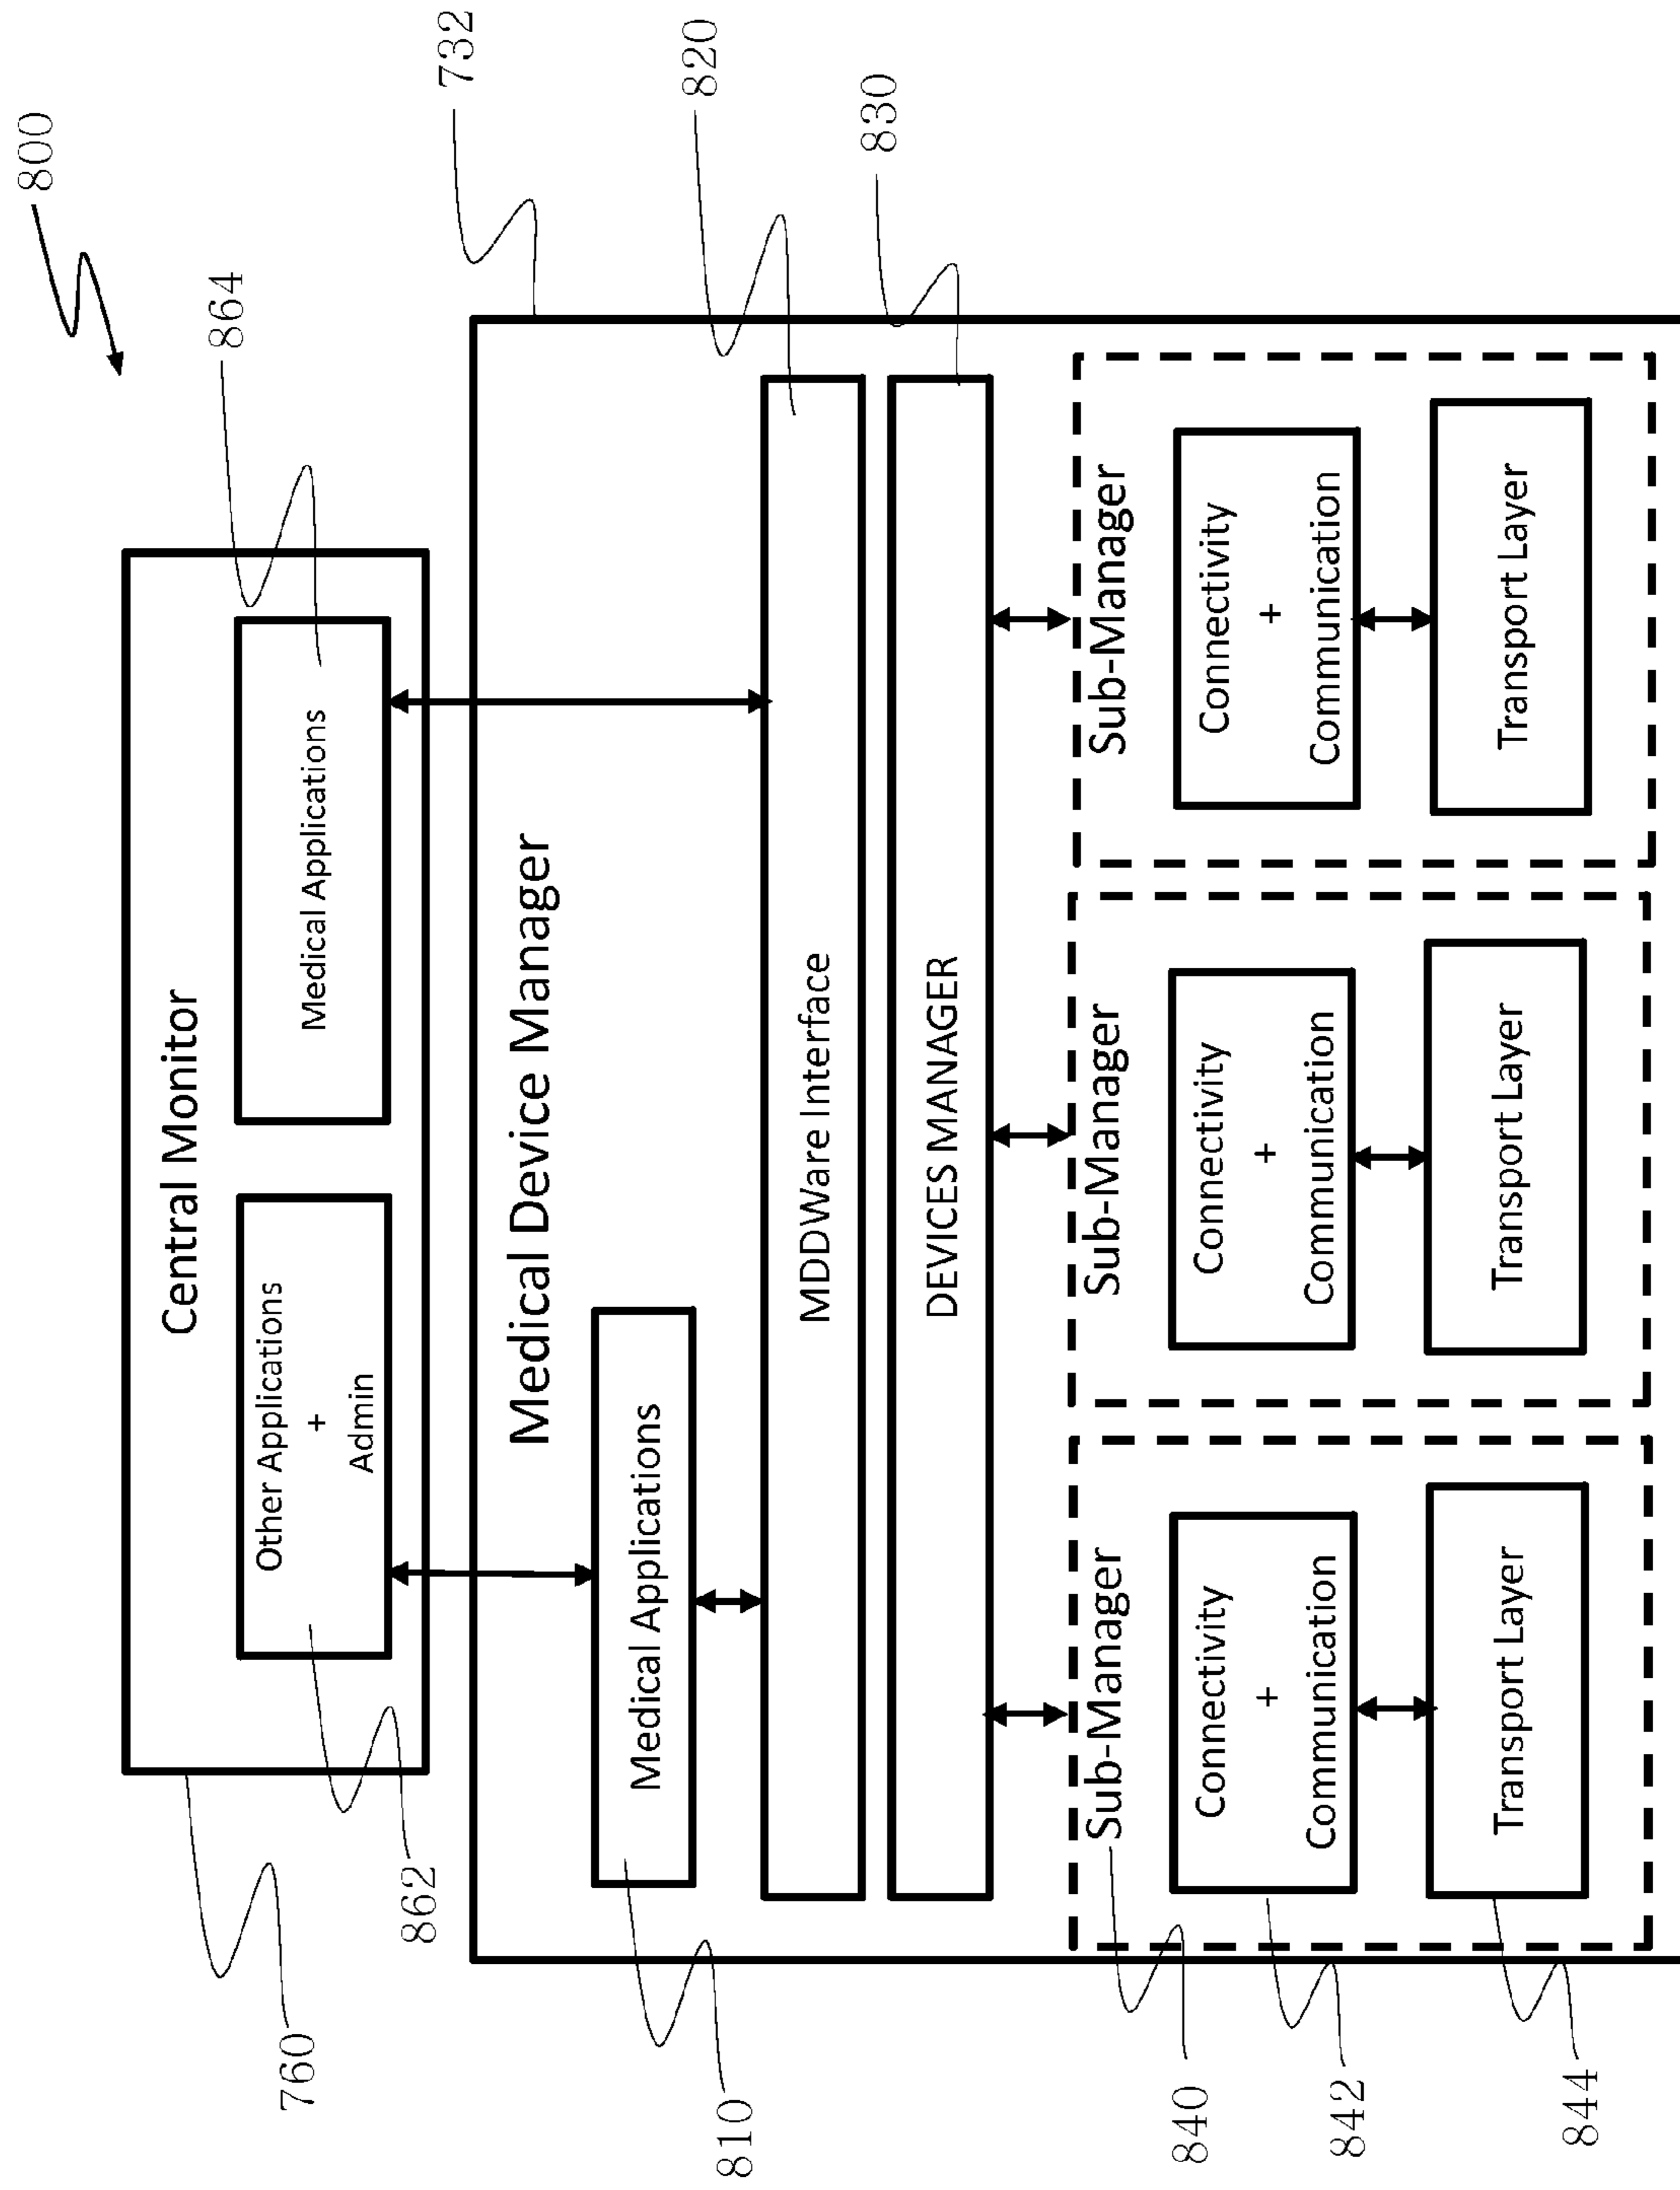 800
Central Monitor
Other Applications
+
Admin
Medical Applications
864
760
862
732
Medical Device Manager
Medical Applications
810
MDDWare Interface
820
DEVICES MANAGER
830
Sub-Manager
Connectivity
+
Communication
Transport Layer
840
842
844
Sub-Manager
Connectivity
+
Communication
Transport Layer
Sub-Manager
Connectivity
+
Communication
Transport Layer